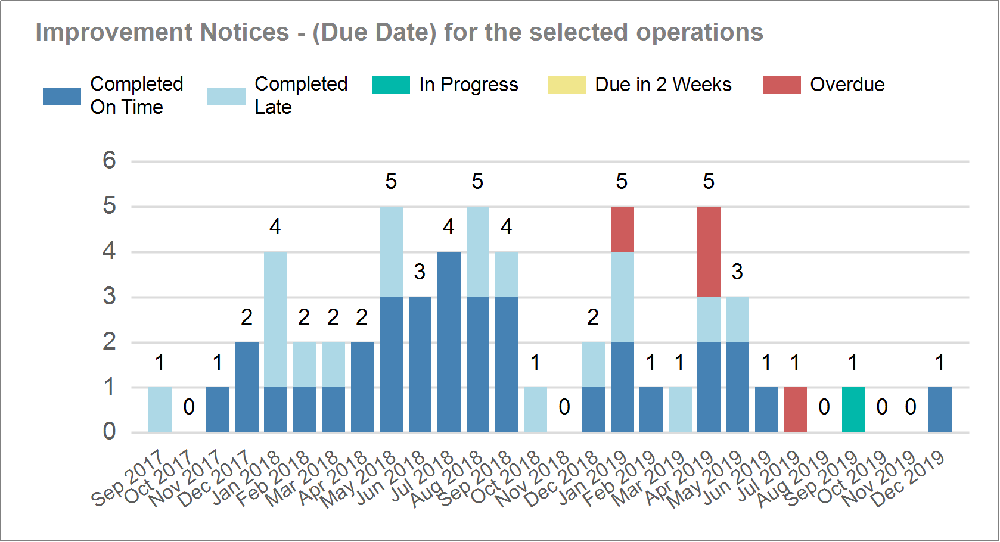 Improvement Notices - (Due Date) for the selected operations
Completed On Time
Completed Late
In Progress
Due in 2 Weeks
Overdue
6
5
4
3
2
1
0
1
0
1
2
4
2
2
2
5
3
4
5
4
1
0
2
5
1
1
5
3
1
1
0
1
0
0
1
Sep 2017
Oct 2017
Nov 2017
Dec 2017
Jan 2018
Feb 2018
Mar 2018
Apr 2018
May 2018
Jun 2018
Jul 2018
Aug 2018
Sep 2018
Oct 2018
Nov 2018
Dec 2018
Jan 2019
Feb 2019
Mar 2019
Apr 2019
May 2019
Jun 2019
Jul 2019
Aug 2019
Sep 2019
Oct 2019
Nov 2019
Dec 2019